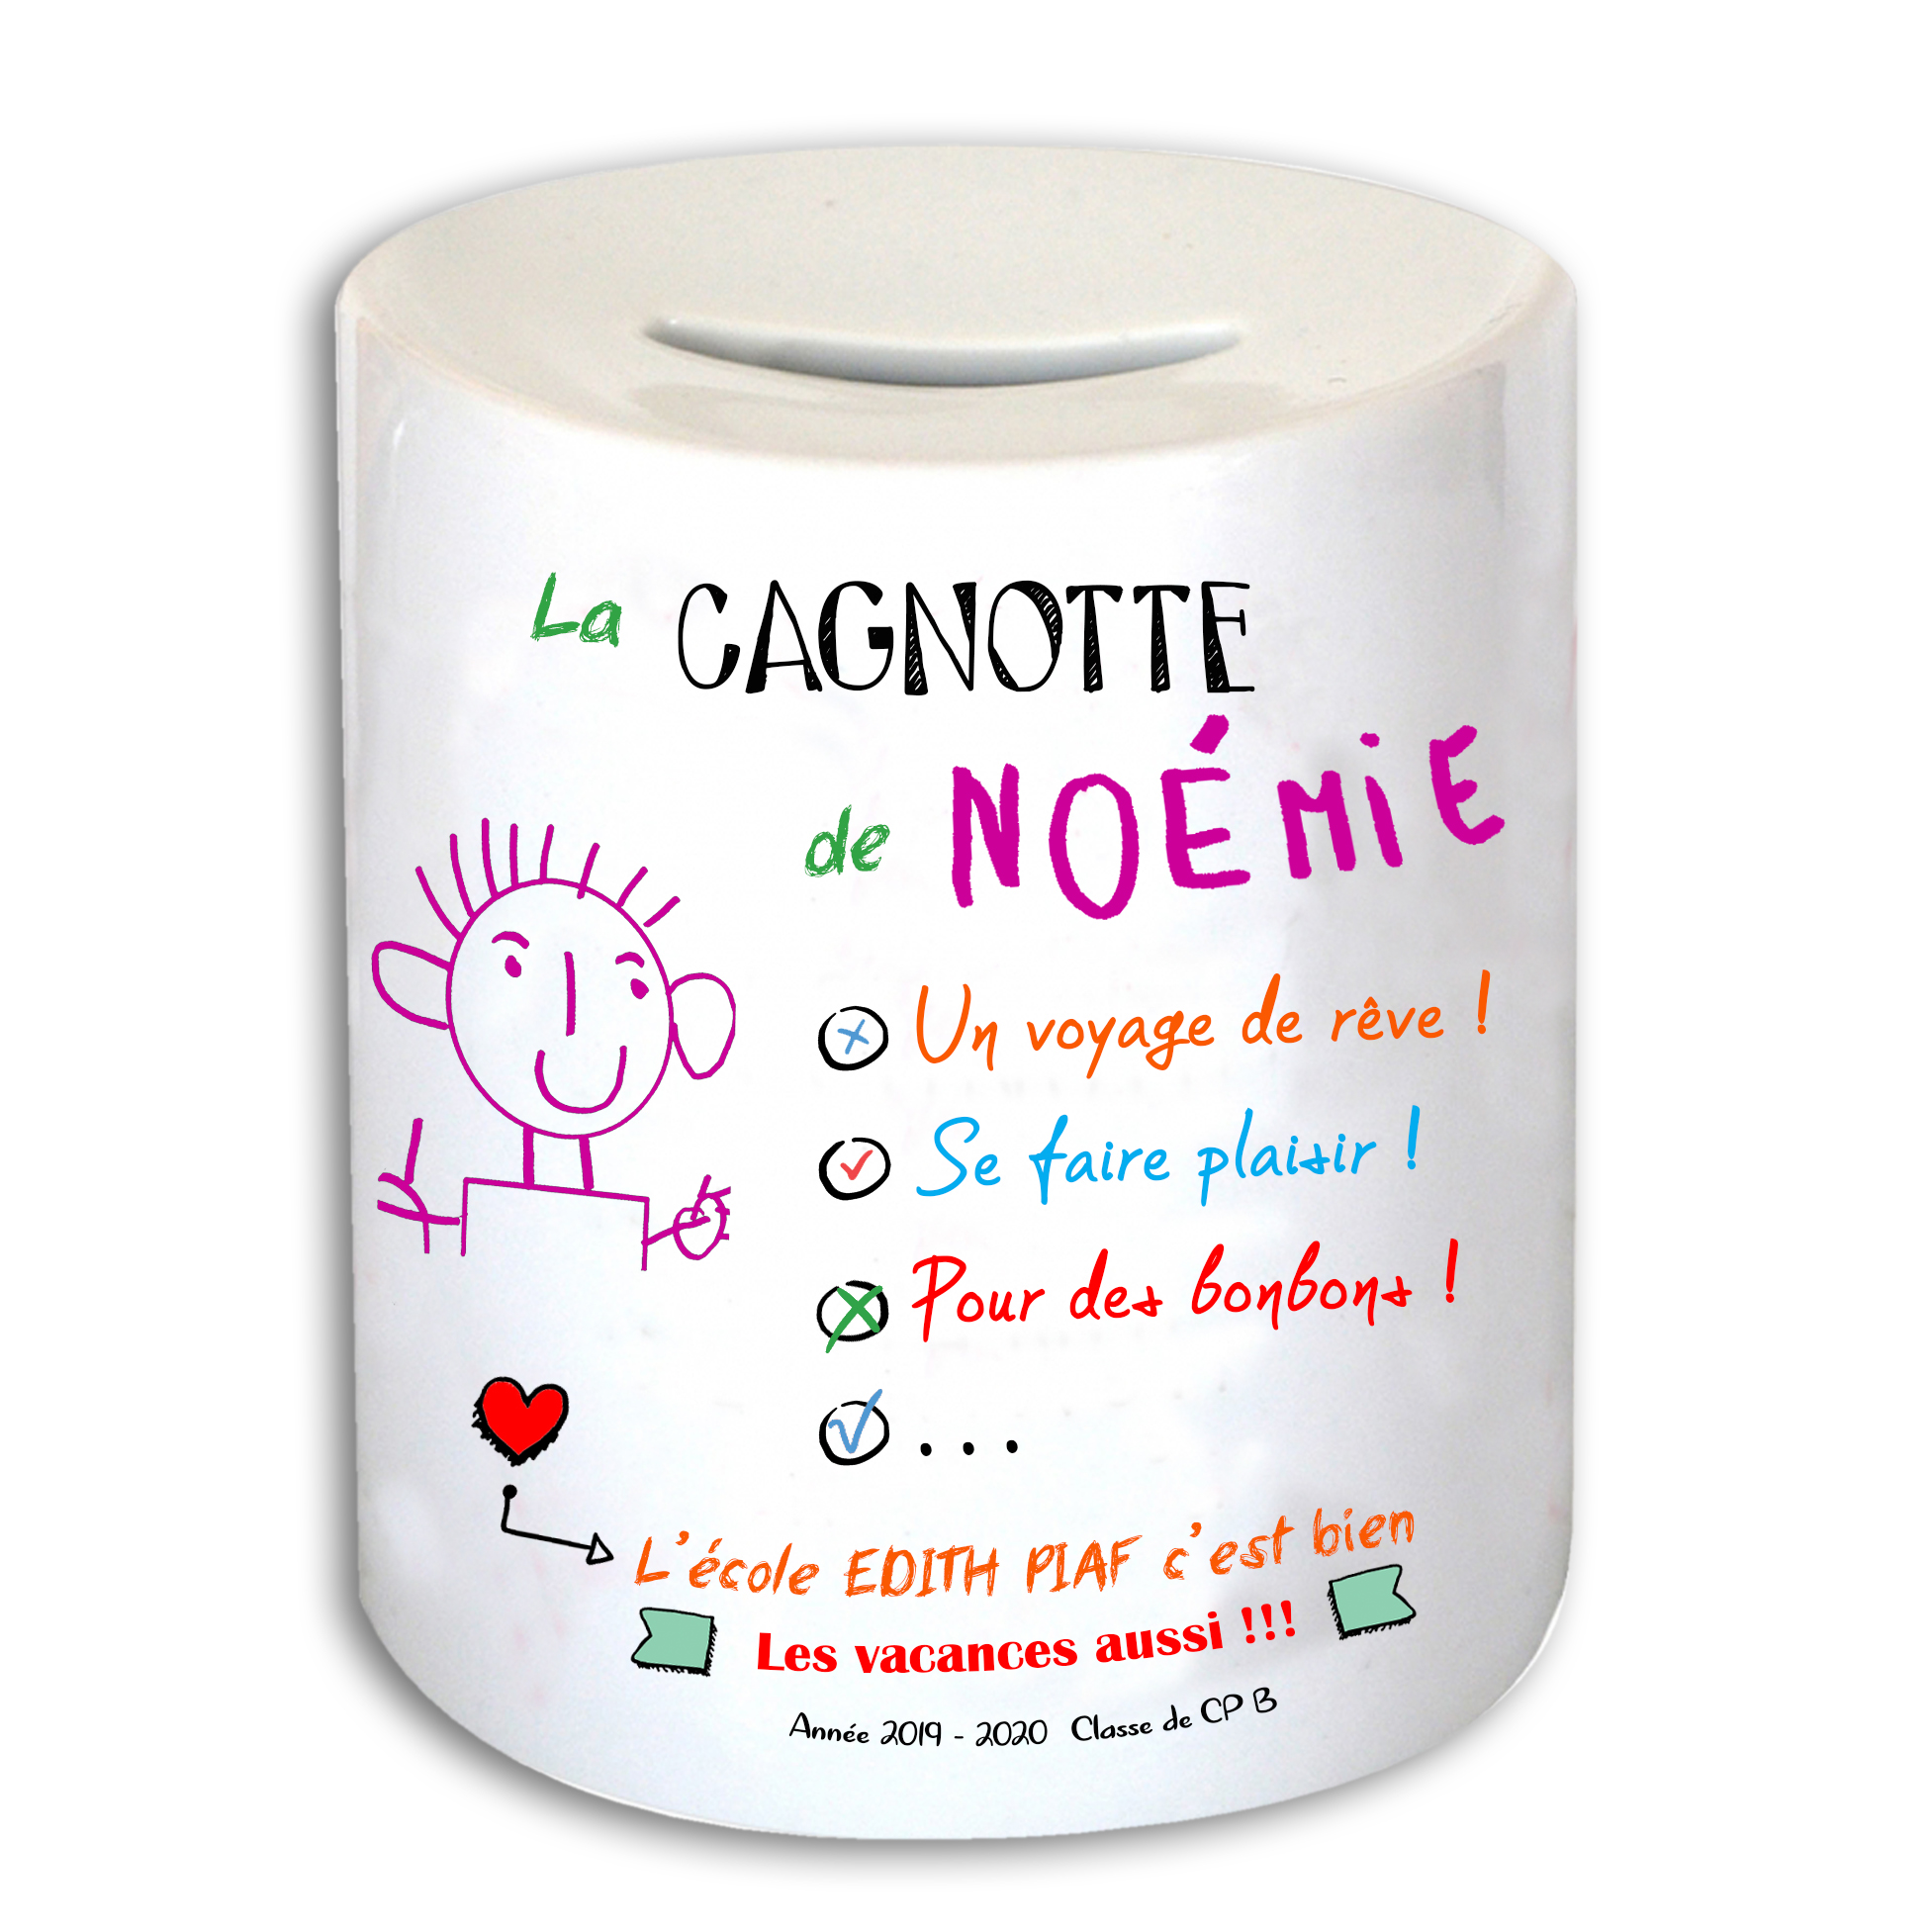 La CAGNOTTE
de NOÉMiE
Un voyage de rêve !
Se faire plaisir !
Pour des bonbons !
...
L'école EDITH PIAF c'est bien
Les vacances aussi !!!
Année 2019 - 2020 Classe de CP B